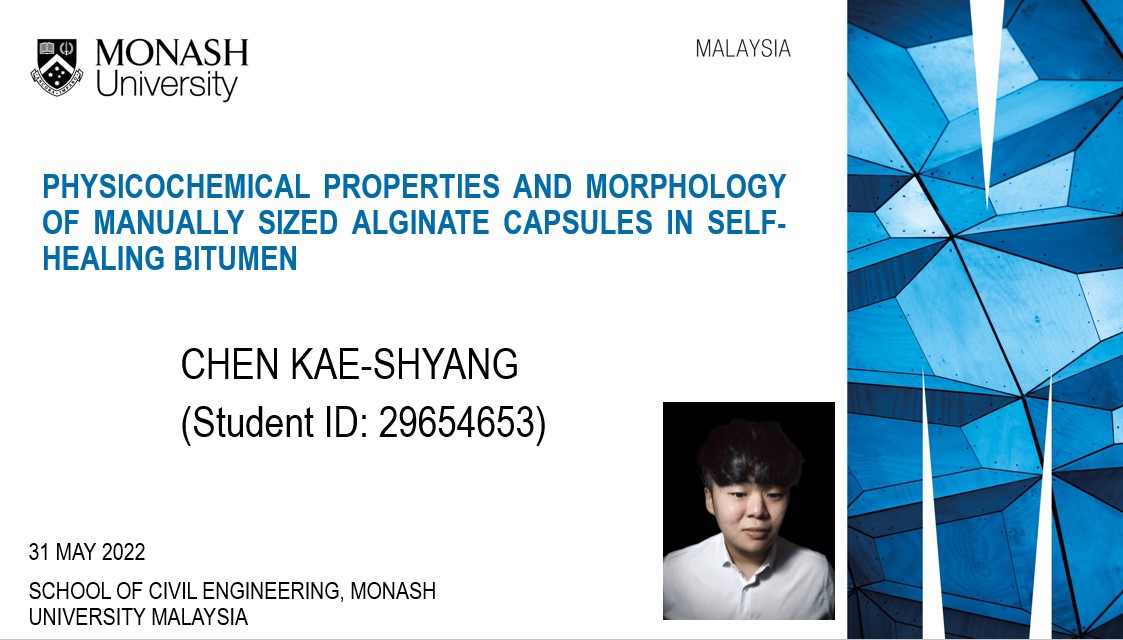 MONASH
University
MALAYSIA
PHYSICOCHEMICAL PROPERTIES AND MORPHOLOGY
OF MANUALLY SIZED ALGINATE CAPSULES IN SELF-
HEALING BITUMEN
CHEN KAE-SHYANG
(Student ID: 29654653)
31 MAY 2022
SCHOOL OF CIVIL ENGINEERING, MONASH
UNIVERSITY MALAYSIA